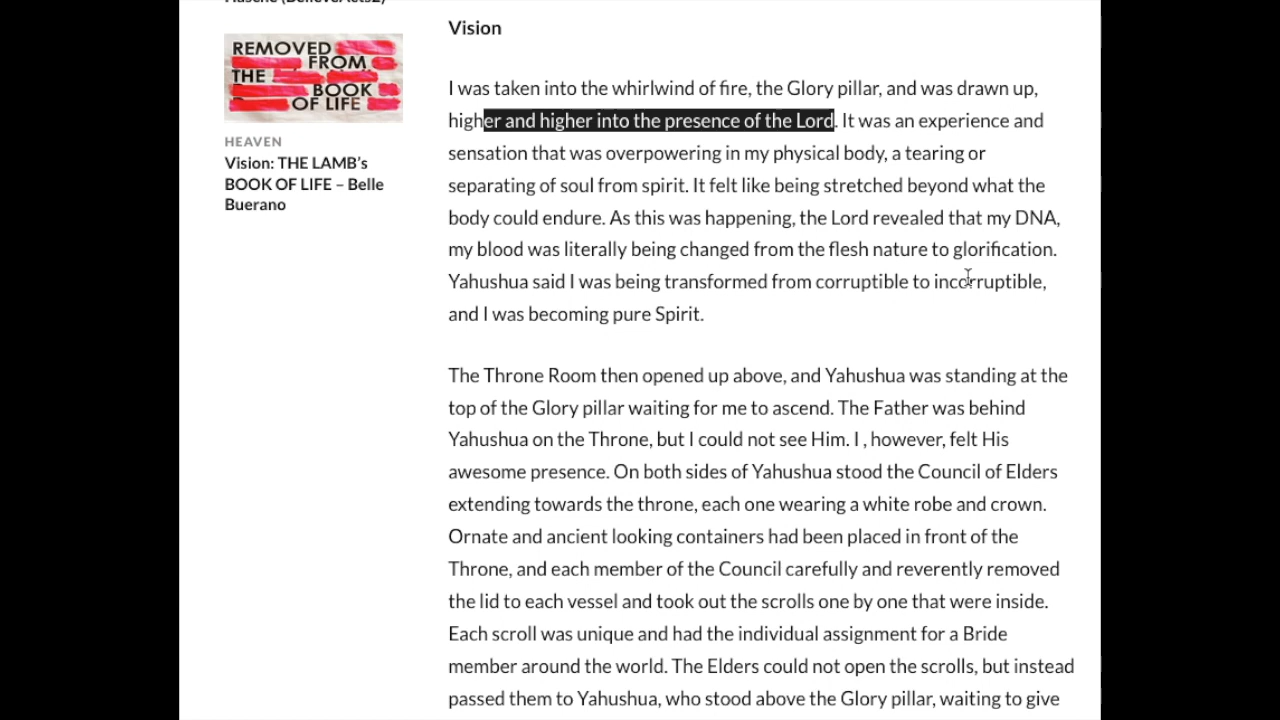 REMOVED
FROM
THE
BOOK
OF LIFE
HEAVEN
Vision: THE LAMB’s
BOOK OF LIFE – Belle
Buerano
Vision
I was taken into the whirlwind of fire, the Glory pillar, and was drawn up,
higher and higher into the presence of the Lord. It was an experience and
sensation that was overpowering in my physical body, a tearing or
separating of soul from spirit. It felt like being stretched beyond what the
body could endure. As this was happening, the Lord revealed that my DNA,
my blood was literally being changed from the flesh nature to glorification.
Yahushua said I was being transformed from corruptible to incorruptible,
and I was becoming pure Spirit.
The Throne Room then opened up above, and Yahushua was standing at the
top of the Glory pillar waiting for me to ascend. The Father was behind
Yahushua on the Throne, but I could not see Him. I , however, felt His
awesome presence. On both sides of Yahushua stood the Council of Elders
extending towards the throne, each one wearing a white robe and crown.
Ornate and ancient looking containers had been placed in front of the
Throne, and each member of the Council carefully and reverently removed
the lid to each vessel and took out the scrolls one by one that were inside.
Each scroll was unique and had the individual assignment for a Bride
member around the world. The Elders could not open the scrolls, but instead
passed them to Yahushua, who stood above the Glory pillar, waiting to give